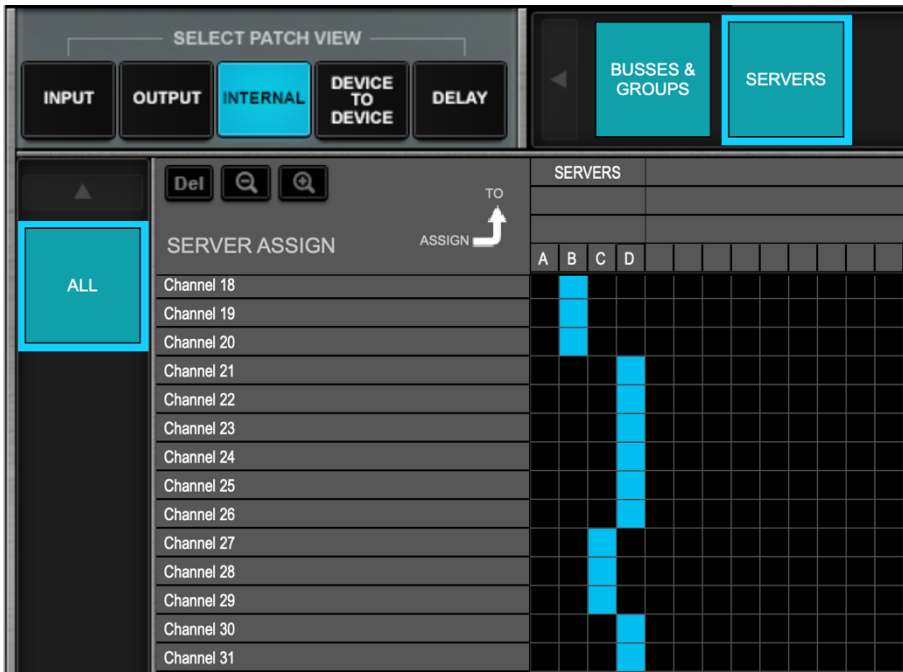 SELECT PATCH VIEW
INPUT
OUTPUT
INTERNAL
DEVICE
TO
DEVICE
DELAY
BUSSES &
GROUPS
SERVERS
ALL
Del
TO
ASSIGN
SERVER ASSIGN
SERVERS
A B C D
Channel 18
Channel 19
Channel 20
Channel 21
Channel 22
Channel 23
Channel 24
Channel 25
Channel 26
Channel 27
Channel 28
Channel 29
Channel 30
Channel 31